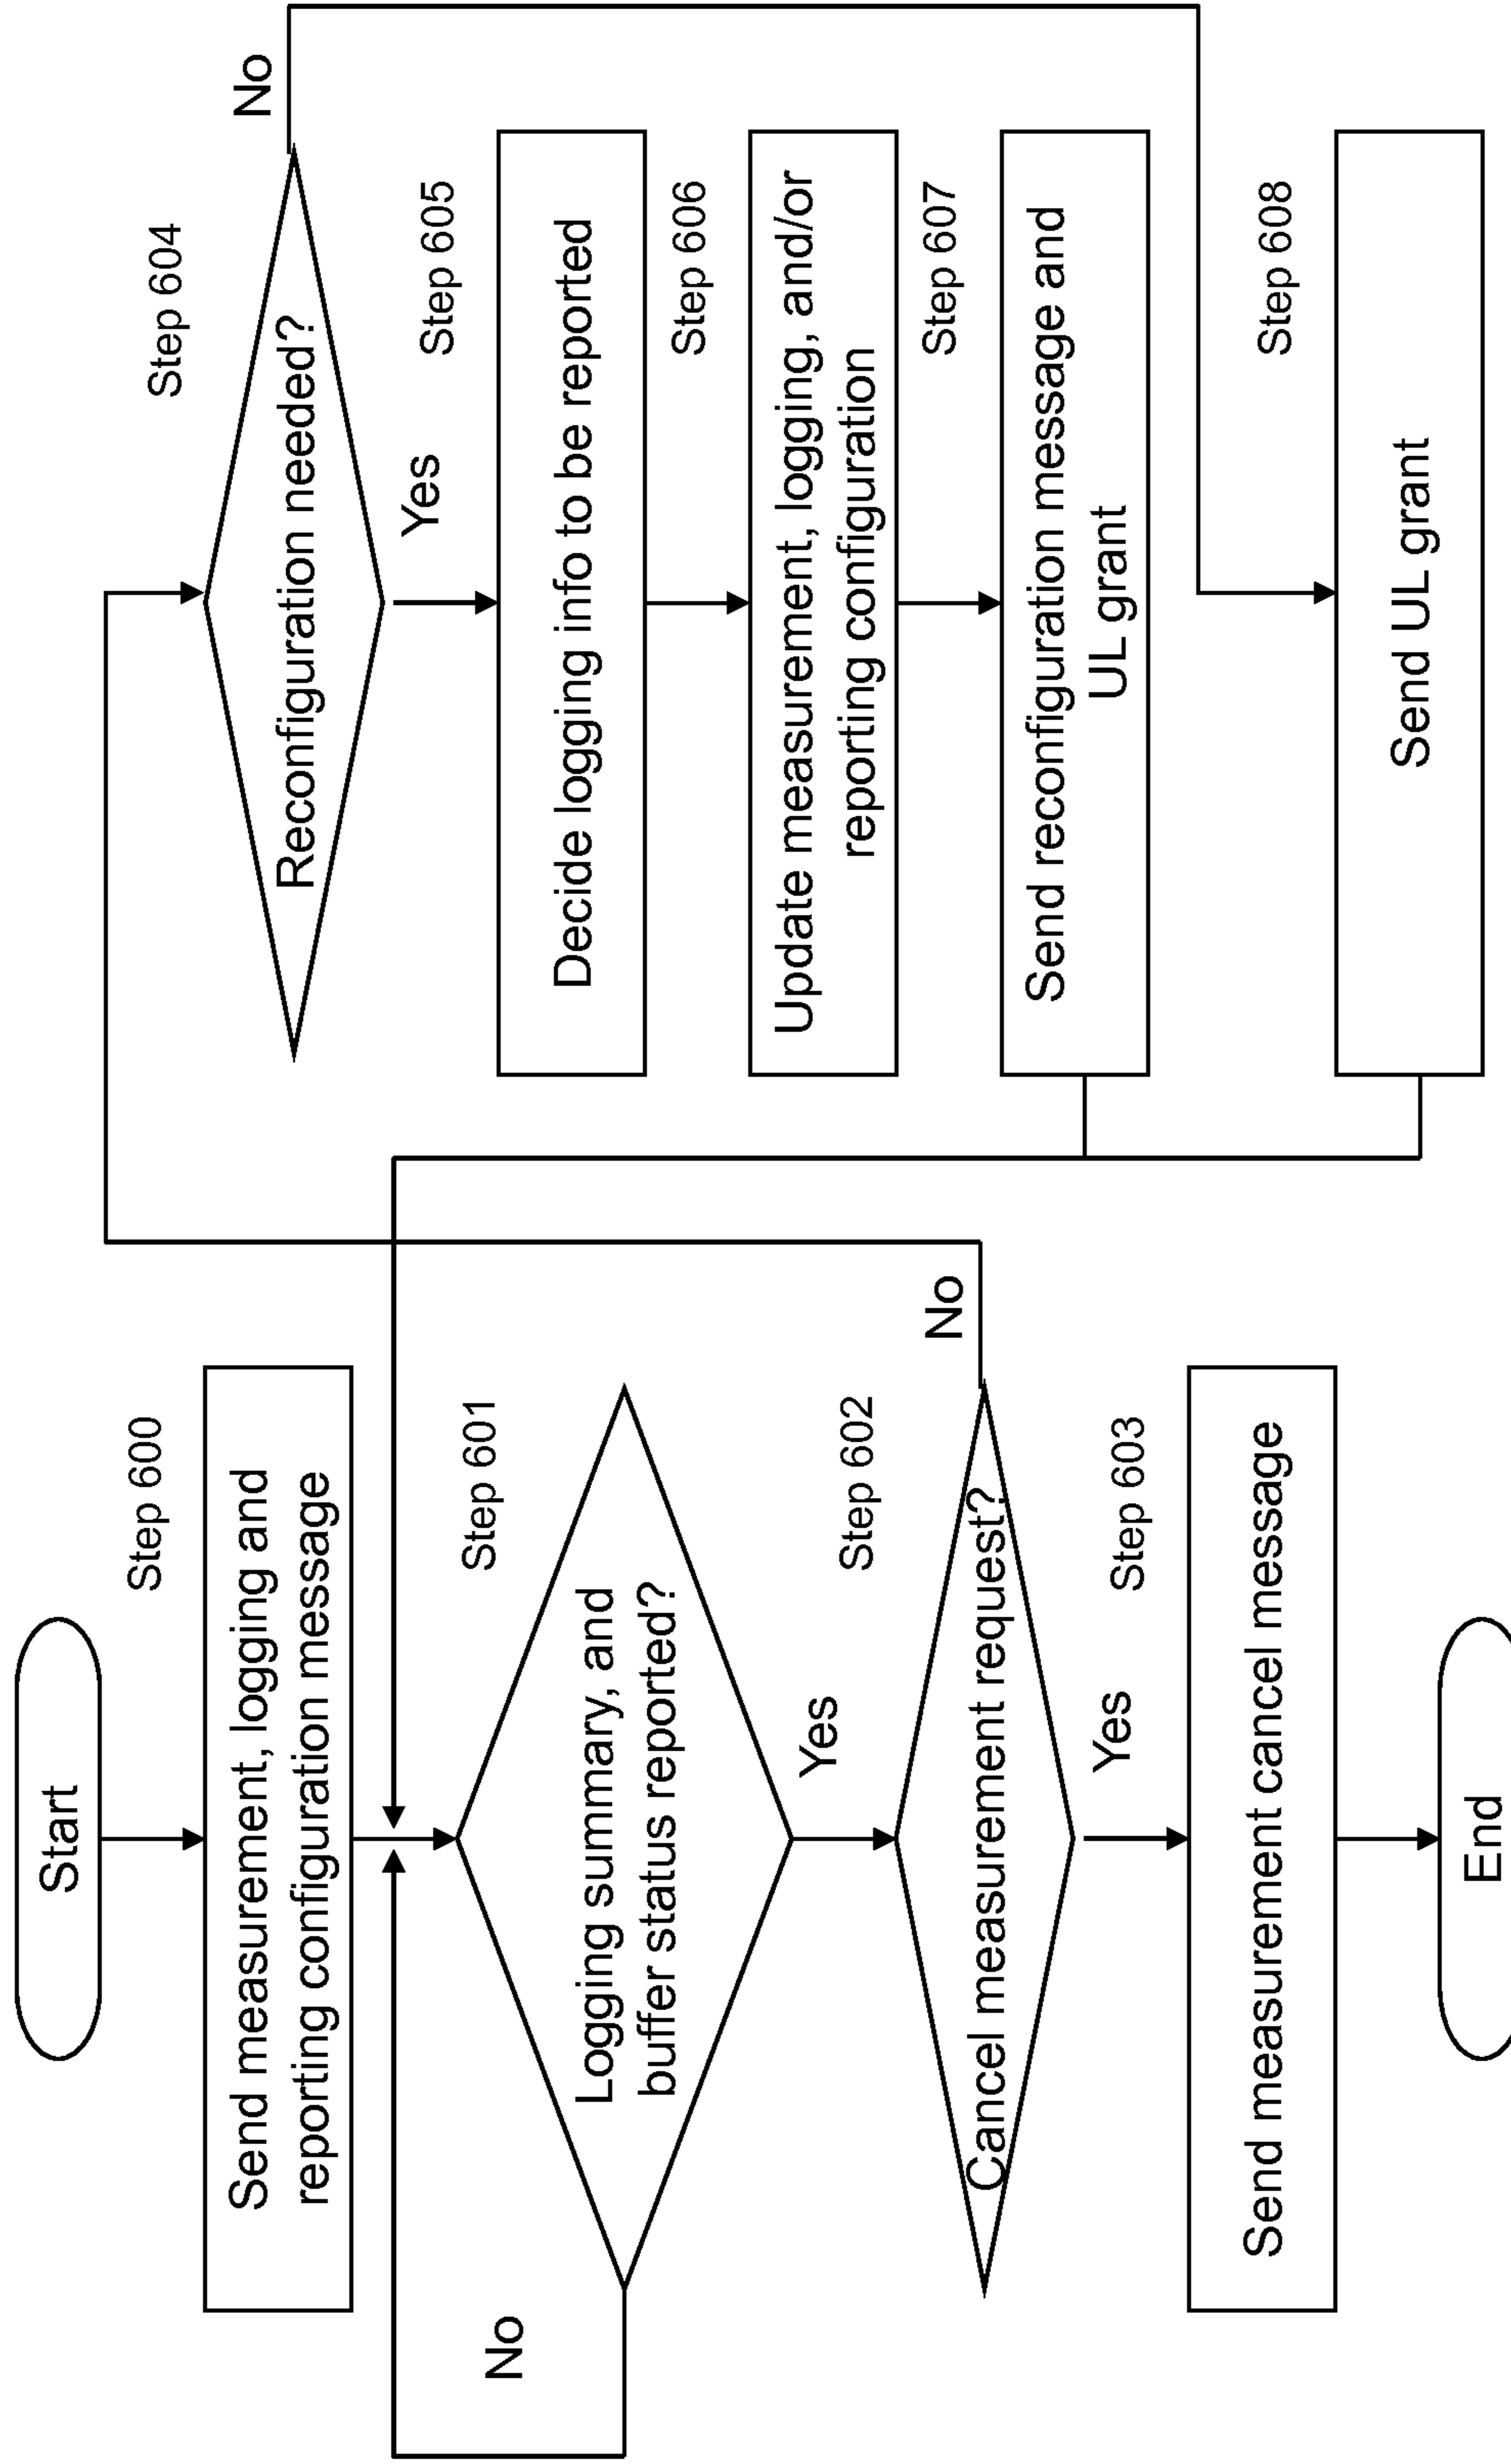 Start
Step 600
Send measurement, logging and
reporting configuration message
Step 601
Logging summary, and
buffer status reported?
No
Yes
Step 602
Cancel measurement request?
No
Yes
Step 603
Send measurement cancel message
End
Step 604
Reconfiguration needed?
No
Yes
Step 605
Decide logging info to be reported
Step 606
Update measurement, logging, and/or
reporting configuration
Step 607
Send reconfiguration message and
UL grant
Step 608
Send UL grant